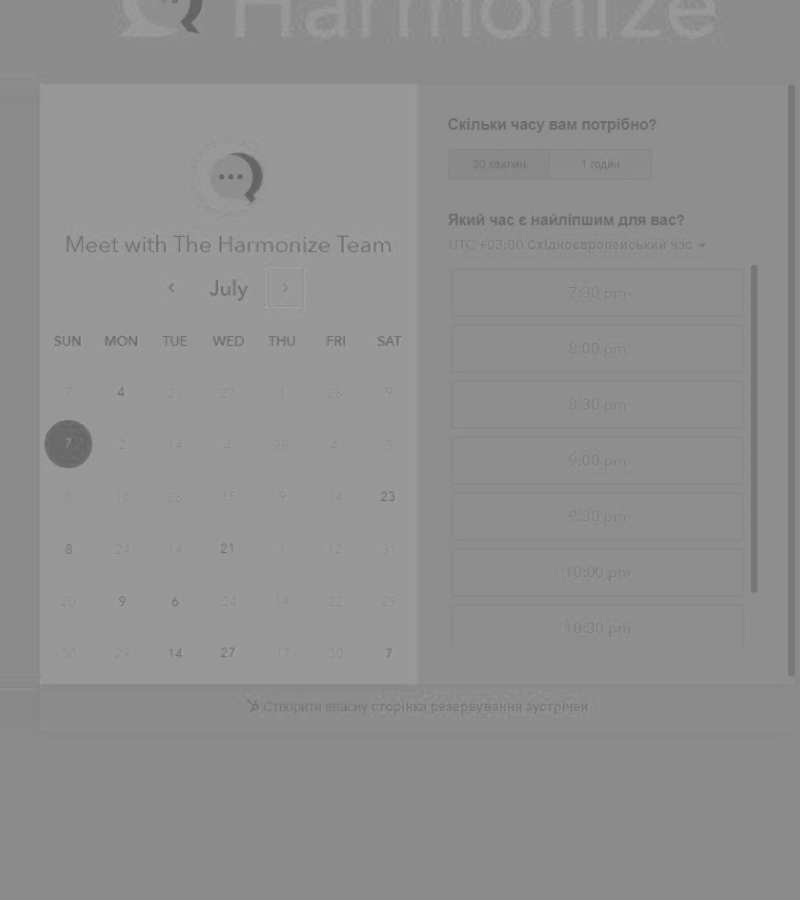 Harmonize
Meet with The Harmonize Team
July
SUN MON TUE WED THU FRI SAT
7 4 21 27 1 28 9
7 2 14 4 28 4 3
8 16 28 15 9 14 23
8 24 14 21 1 12 31
20 9 6 24 14 22 29
30 29 14 27 17 30 7
Скільки часу вам потрібно?
30 хвилин 1 годин
Який час є найліпшим для вас?
UTC +03:00 Східноєвропейський час
7:30 pm
8:00 pm
8:30 pm
9:00 pm
9:30 pm
10:00 pm
10:30 pm
Створити власну сторінка резервування зустрічей